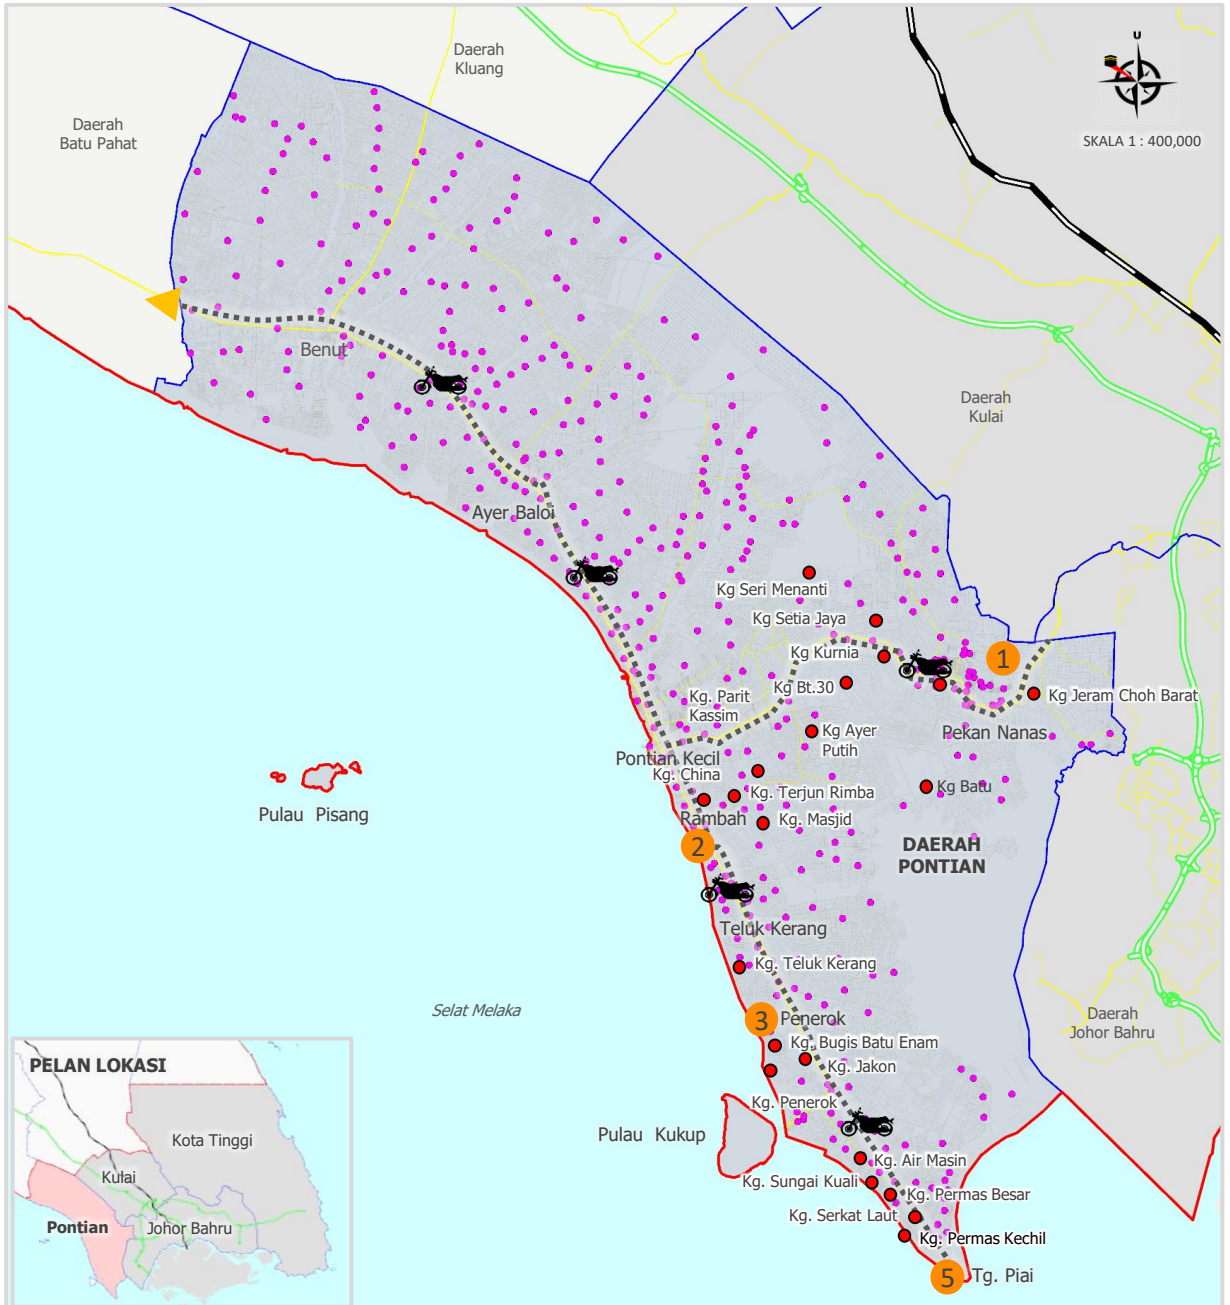 Daerah
Kluang
U
Daerah
Batu Pahat
SKALA 1 : 400,000
Benut
Daerah
Kulai
Ayer Baloi
Kg Seri Menanti
Kg Setia Jaya
Kg Kurnia
1
Kg Bt.30
Kg Jeram Choh Barat
Kg. Parit
Kassim
Kg Ayer
Putih
Pekan Nanas
Pontian Kecil
Kg. China
Kg Batu
Kg. Terjun Rimba
Pulau Pisang
Rambah
Kg. Masjid
2
DAERAH
PONTIAN
Teluk Kerang
Kg. Teluk Kerang
Selat Melaka
3
Penerok
Daerah
Johor Bahru
Kg. Bugis Batu Enam
Kg. Jakon
PELAN LOKASI
Kg. Penerok
Pulau Kukup
Kota Tinggi
Kg. Air Masin
Kulai
Kg. Sungai Kuali
Kg. Permas Besar
Kg. Serkat Laut
Pontian
Johor Bahru
Kg. Permas Kechil
5
Tg. Piai